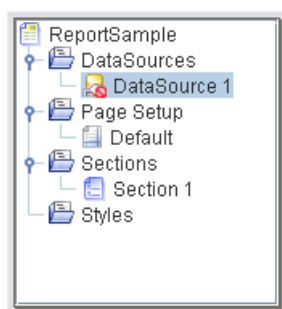 ReportSample
DataSources
DataSource 1
Page Setup
Default
Sections
Section 1
Styles